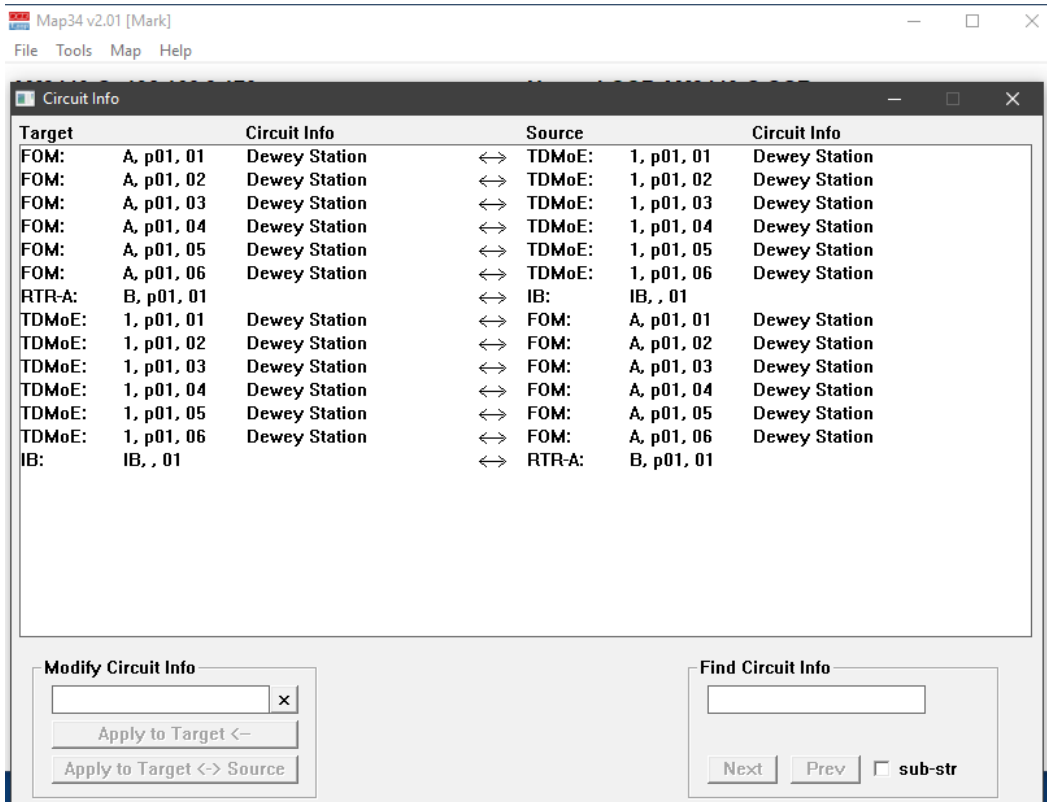 Map34 v2.01 [Mark]
File Tools Map Help
Circuit Info
Target Circuit Info Source Circuit Info
FOM: A, p01, 01 Dewey Station <-> TDMoE: 1, p01, 01 Dewey Station
FOM: A, p01, 02 Dewey Station <-> TDMoE: 1, p01, 02 Dewey Station
FOM: A, p01, 03 Dewey Station <-> TDMoE: 1, p01, 03 Dewey Station
FOM: A, p01, 04 Dewey Station <-> TDMoE: 1, p01, 04 Dewey Station
FOM: A, p01, 05 Dewey Station <-> TDMoE: 1, p01, 05 Dewey Station
FOM: A, p01, 06 Dewey Station <-> TDMoE: 1, p01, 06 Dewey Station
RTR-A: B, p01, 01 <-> IB: IB, , 01
TDMoE: 1, p01, 01 Dewey Station <-> FOM: A, p01, 01 Dewey Station
TDMoE: 1, p01, 02 Dewey Station <-> FOM: A, p01, 02 Dewey Station
TDMoE: 1, p01, 03 Dewey Station <-> FOM: A, p01, 03 Dewey Station
TDMoE: 1, p01, 04 Dewey Station <-> FOM: A, p01, 04 Dewey Station
TDMoE: 1, p01, 05 Dewey Station <-> FOM: A, p01, 05 Dewey Station
TDMoE: 1, p01, 06 Dewey Station <-> FOM: A, p01, 06 Dewey Station
IB: IB, , 01 <-> RTR-A: B, p01, 01
Modify Circuit Info Find Circuit Info
Apply to Target <--
Apply to Target <-> Source Next Prev sub-str